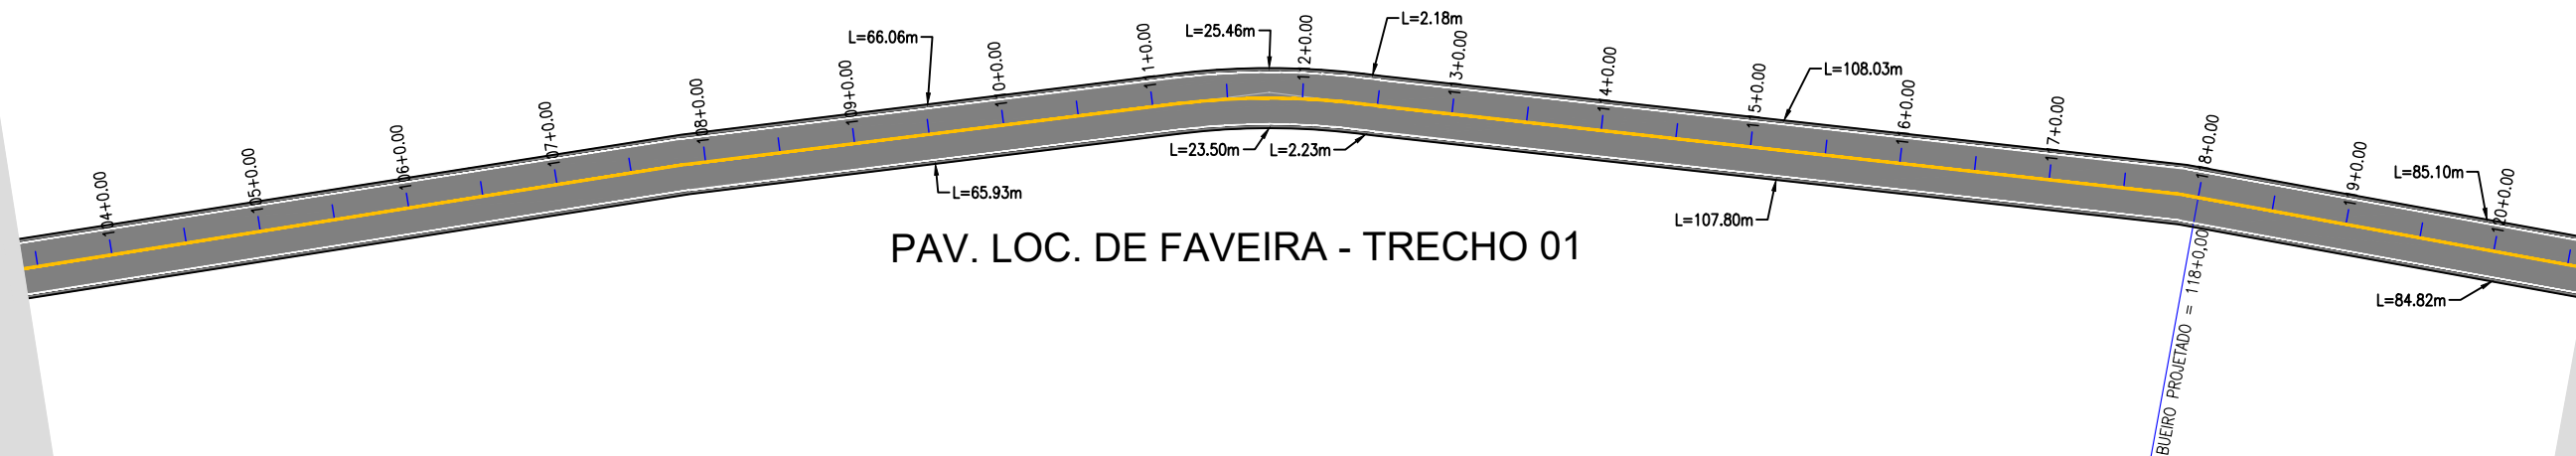 104+0.00
105+0.00
106+0.00
107+0.00
108+0.00
109+0.00
110+0.00
111+0.00
112+0.00
113+0.00
114+0.00
115+0.00
116+0.00
117+0.00
118+0.00
119+0.00
120+0.00
L=66.06m
L=25.46m
L=2.18m
L=108.03m
L=85.10m
L=65.93m
L=23.50m
L=2.23m
L=107.80m
L=84.82m
PAV. LOC. DE FAVEIRA - TRECHO 01
BUEIRO PROJETADO = 118+0,00